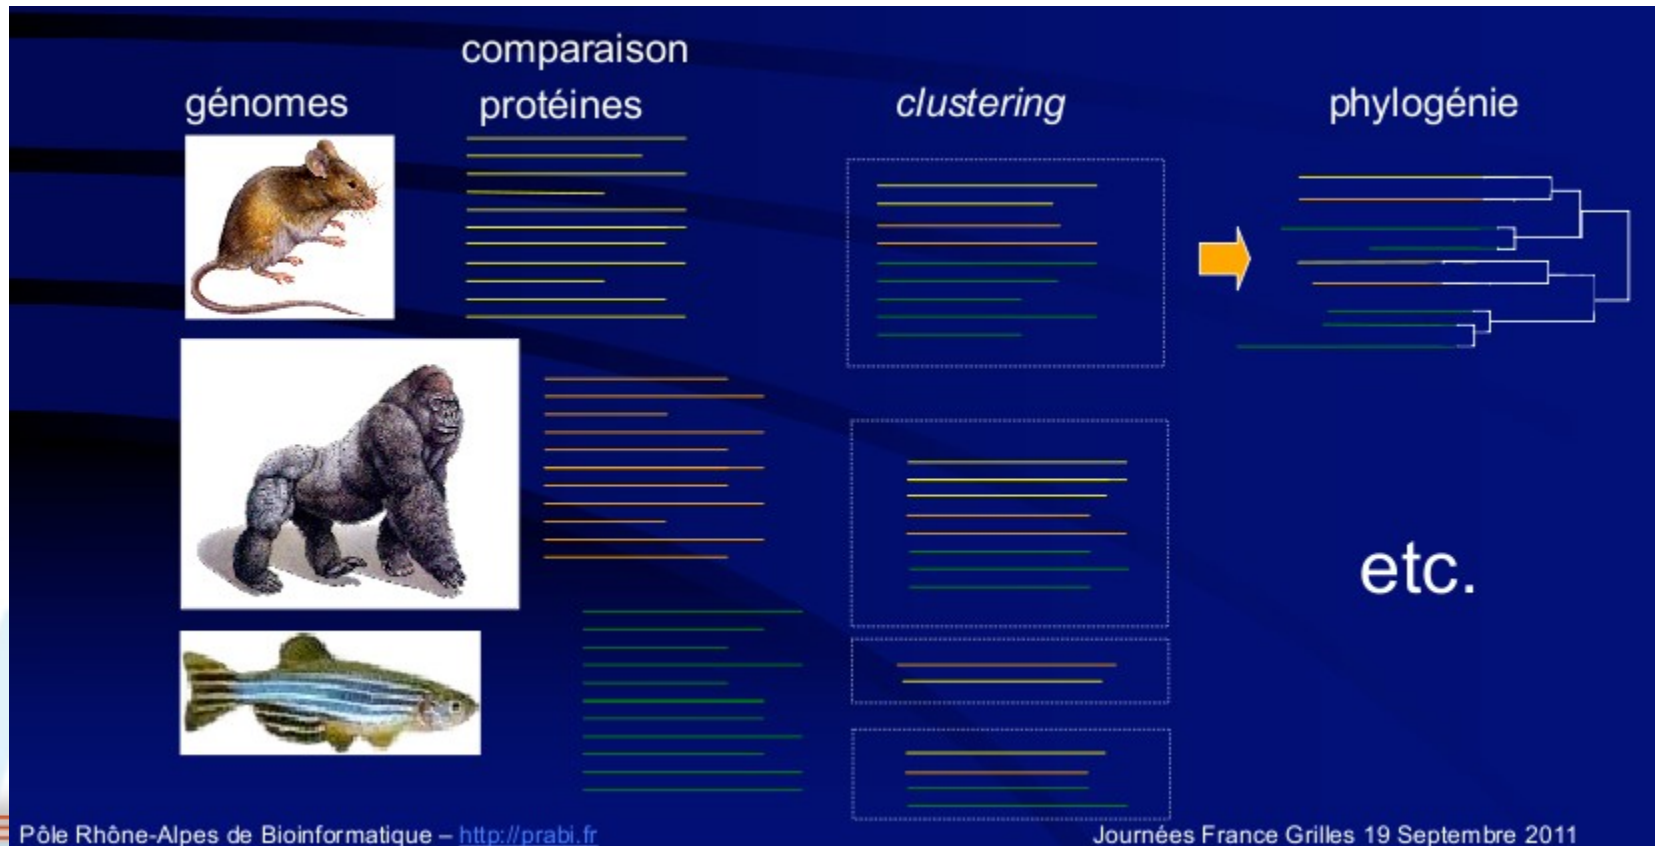 comparaison
génomes
protéines
clustering
phylogénie
etc.
Pôle Rhône-Alpes de Bioinformatique – http://prabi.fr
Journées France Grilles 19 Septembre 2011